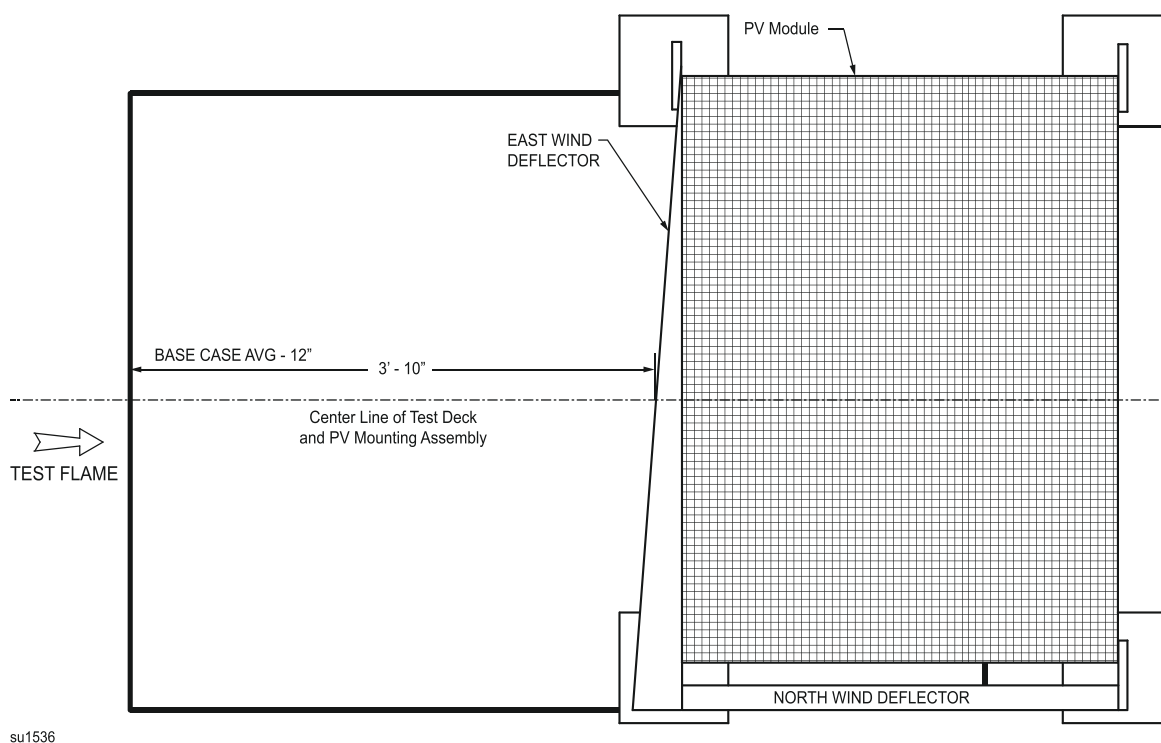 PV Module
EAST WIND
DEFLECTOR
BASE CASE AVG - 12”
3’ - 10”
Center Line of Test Deck
and PV Mounting Assembly
TEST FLAME
NORTH WIND DEFLECTOR
su1536